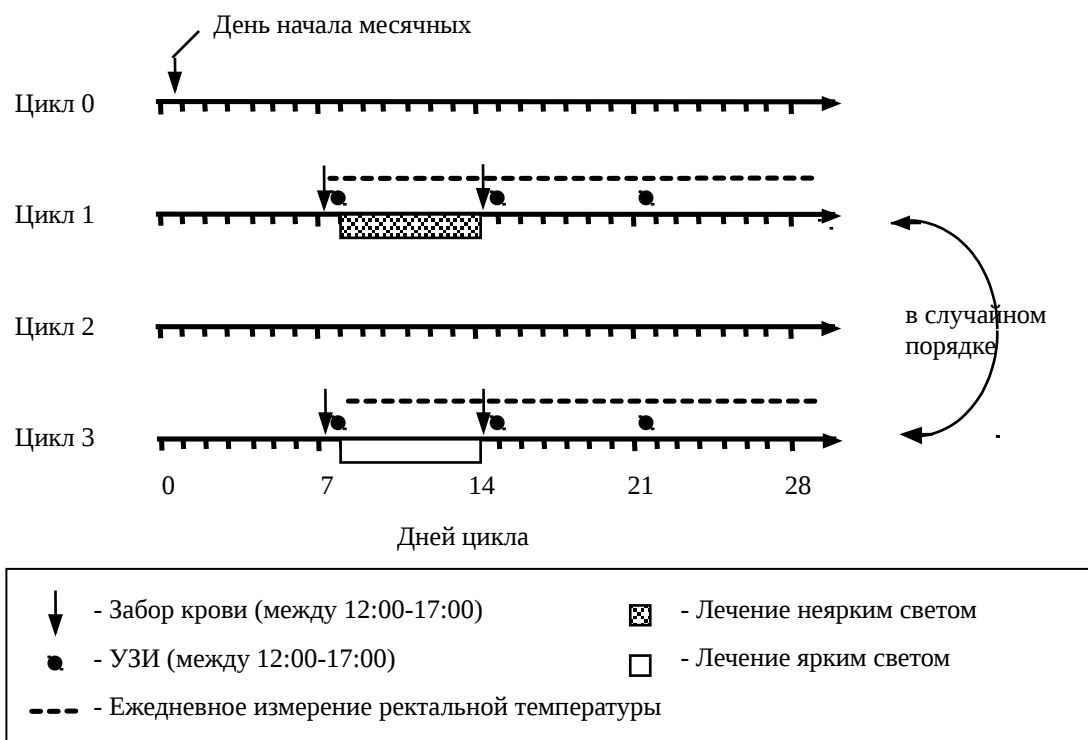 День начала месячных
Цикл 0
Цикл 1
Цикл 2
в случайном
порядке
Цикл 3
0 7 14 21 28
Дней цикла
- Забор крови (между 12:00-17:00)
- Лечение неярким светом
- УЗИ (между 12:00-17:00)
- Лечение ярким светом
- Ежедневное измерение ректальной температуры